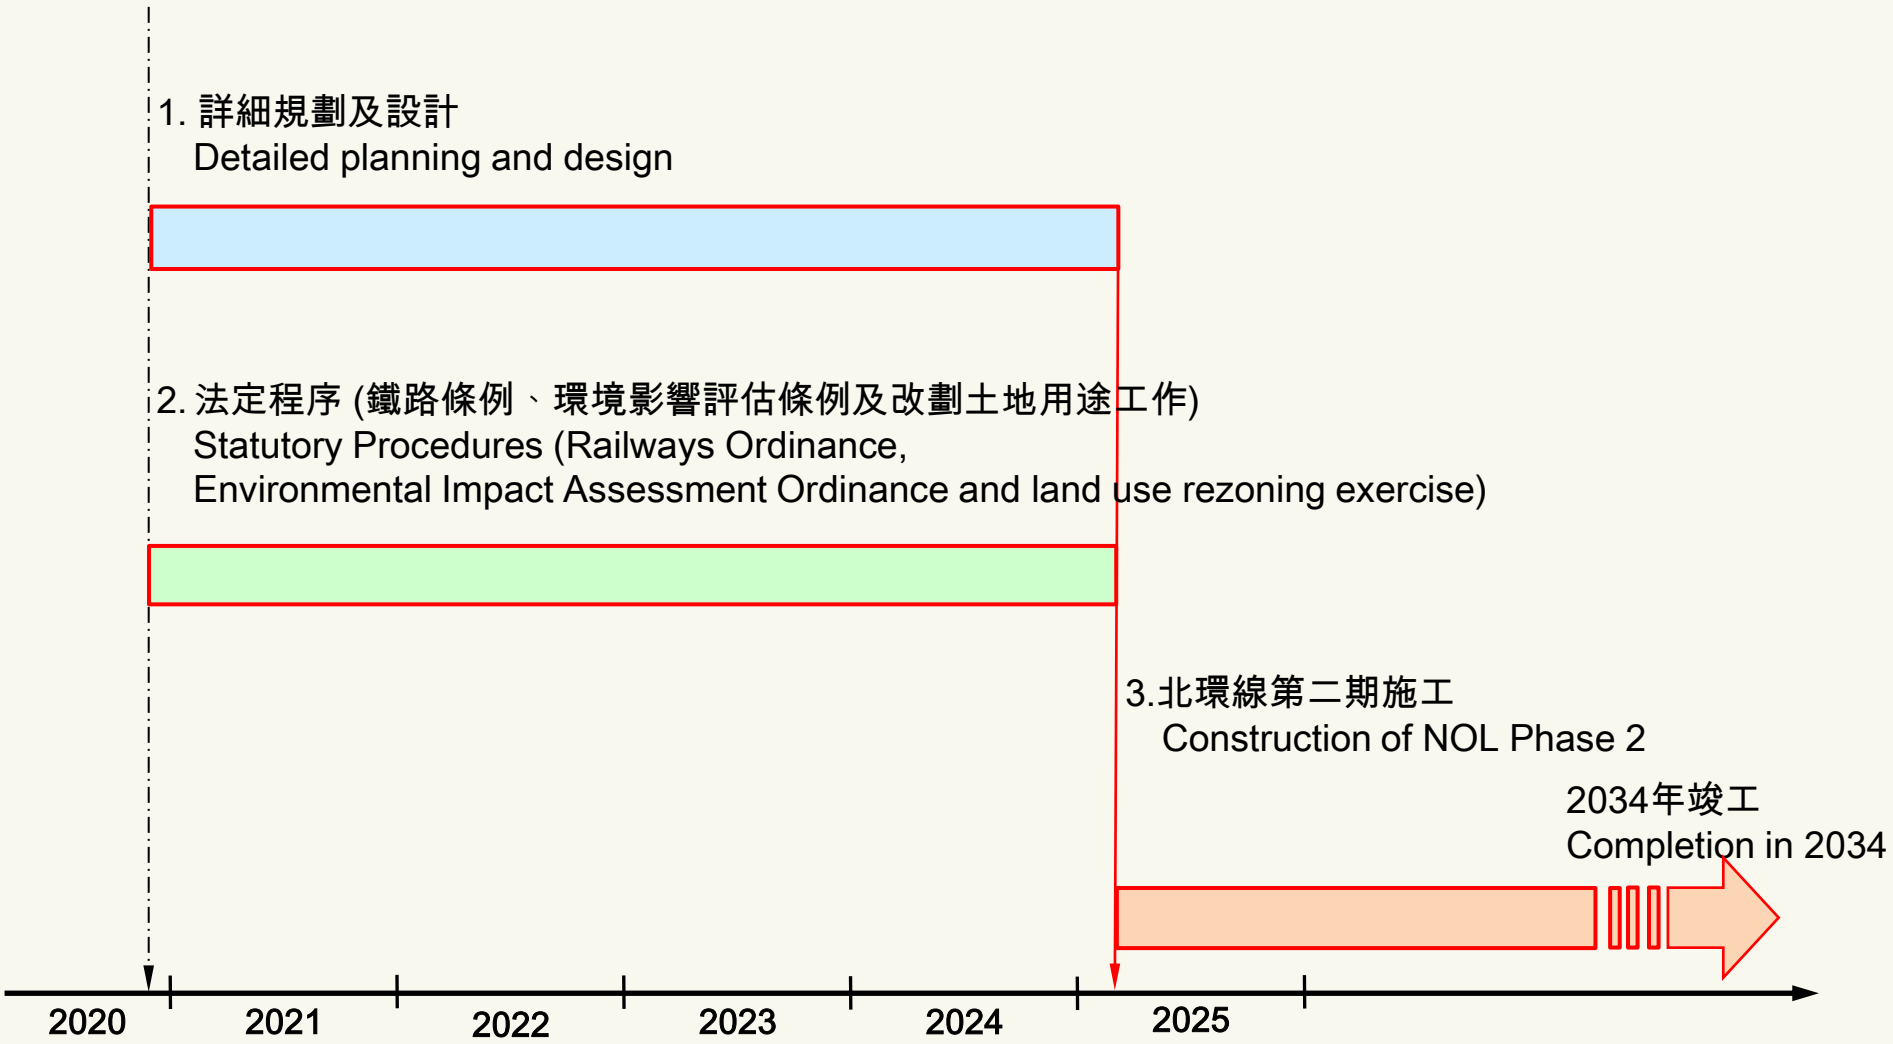 1. 詳細規劃及設計
Detailed planning and design
2. 法定程序 (鐵路條例、環境影響評估條例及改劃土地用途工作)
Statutory Procedures (Railways Ordinance,
Environmental Impact Assessment Ordinance and land use rezoning exercise)
3.北環線第二期施工
Construction of NOL Phase 2
2034年竣工
Completion in 2034
2020 2021 2022 2023 2024 2025